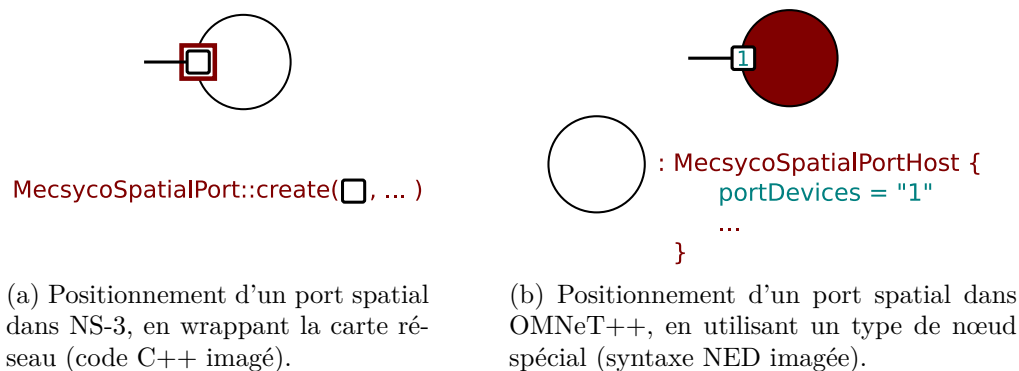 MecsycoSpatialPort::create( , ... )
(a) Positionnement d'un port spatial
dans NS-3, en wrappant la carte ré-
seau (code C++ imagé).
1
: MecsycoSpatialPortHost {
portDevices = "1"
...
}
(b) Positionnement d'un port spatial dans
OMNeT++, en utilisant un type de nœud
spécial (syntaxe NED imagée).